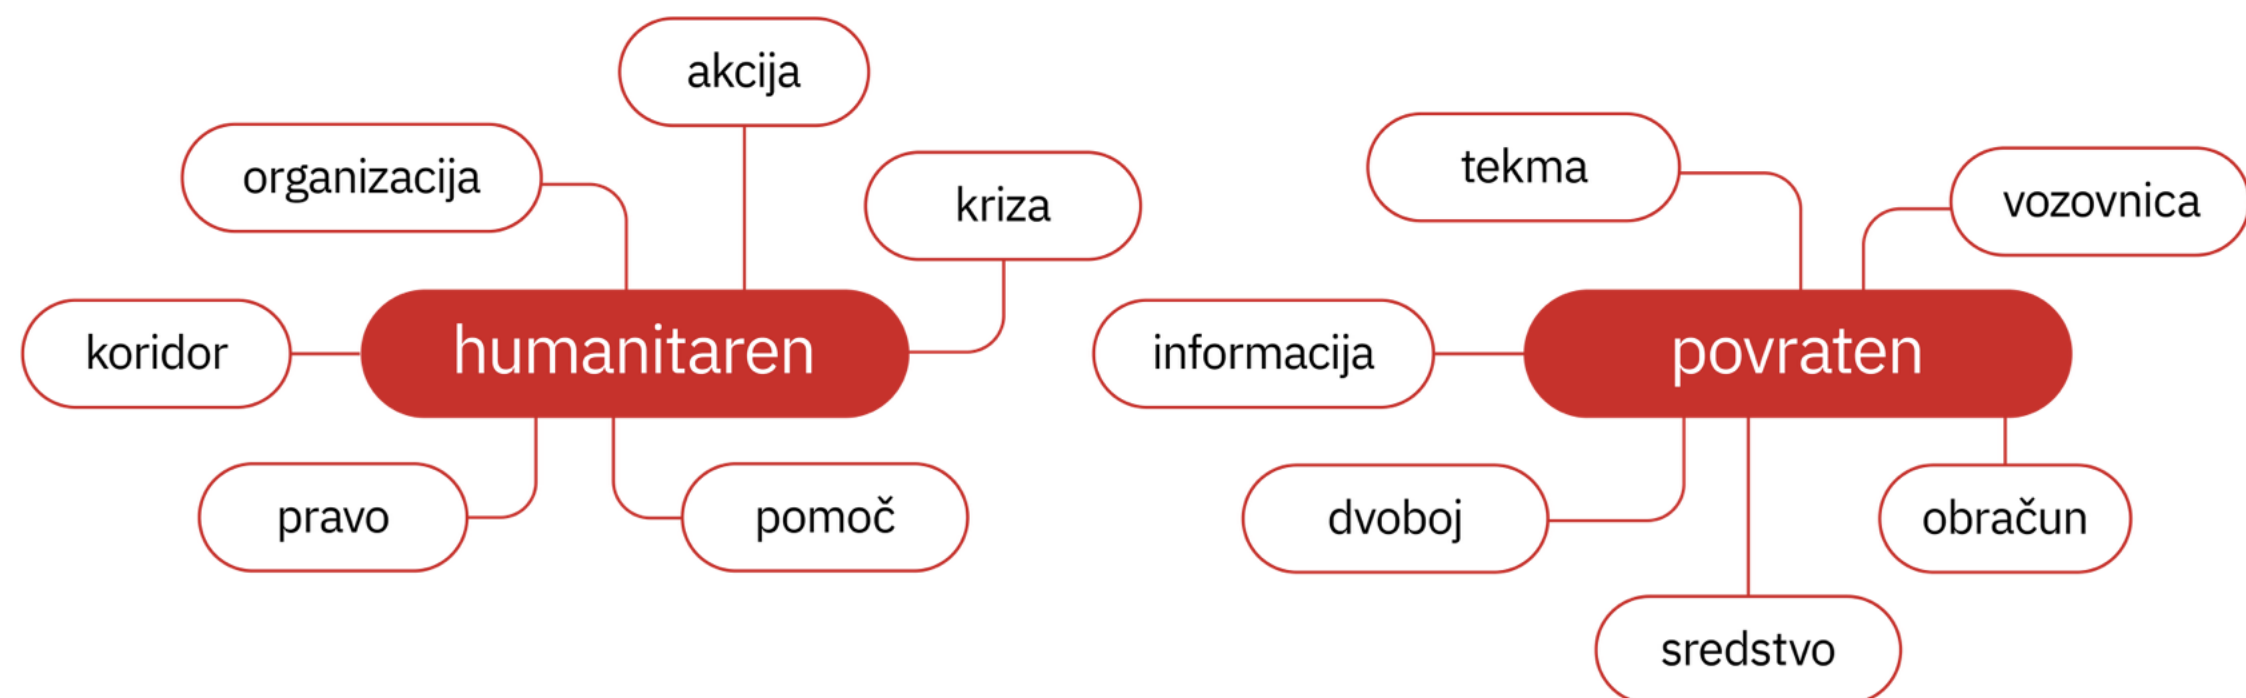 akcija
organizacija
kriza
koridor
humanitaren
pravo
pomoč
tekma
vozovnica
informacija
povraten
dvoboj
obračun
sredstvo